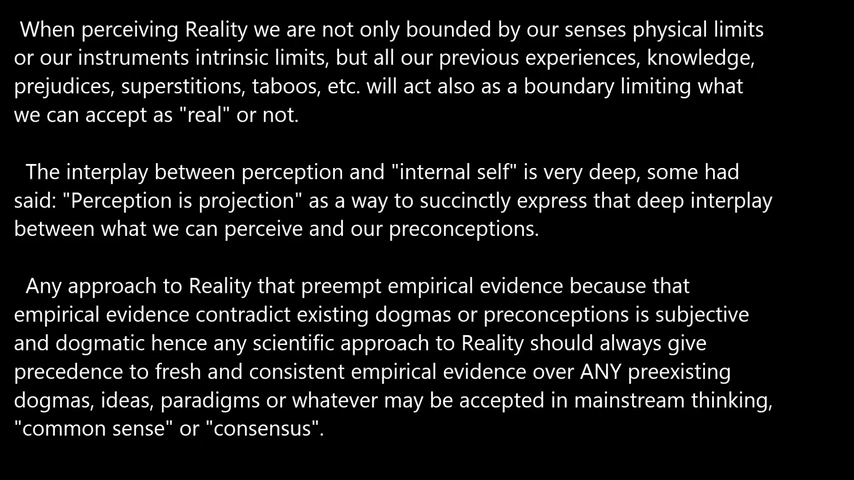 When perceiving Reality we are not only bounded by our senses physical limits
or our instruments intrinsic limits, but all our previous experiences, knowledge,
prejudices, superstitions, taboos, etc. will act also as a boundary limiting what
we can accept as "real" or not.
The interplay between perception and "internal self" is very deep, some had
said: "Perception is projection" as a way to succinctly express that deep interplay
between what we can perceive and our preconceptions.
Any approach to Reality that preempt empirical evidence because that
empirical evidence contradict existing dogmas or preconceptions is subjective
and dogmatic hence any scientific approach to Reality should always give
precedence to fresh and consistent empirical evidence over ANY preexisting
dogmas, ideas, paradigms or whatever may be accepted in mainstream thinking,
"common sense" or "consensus".